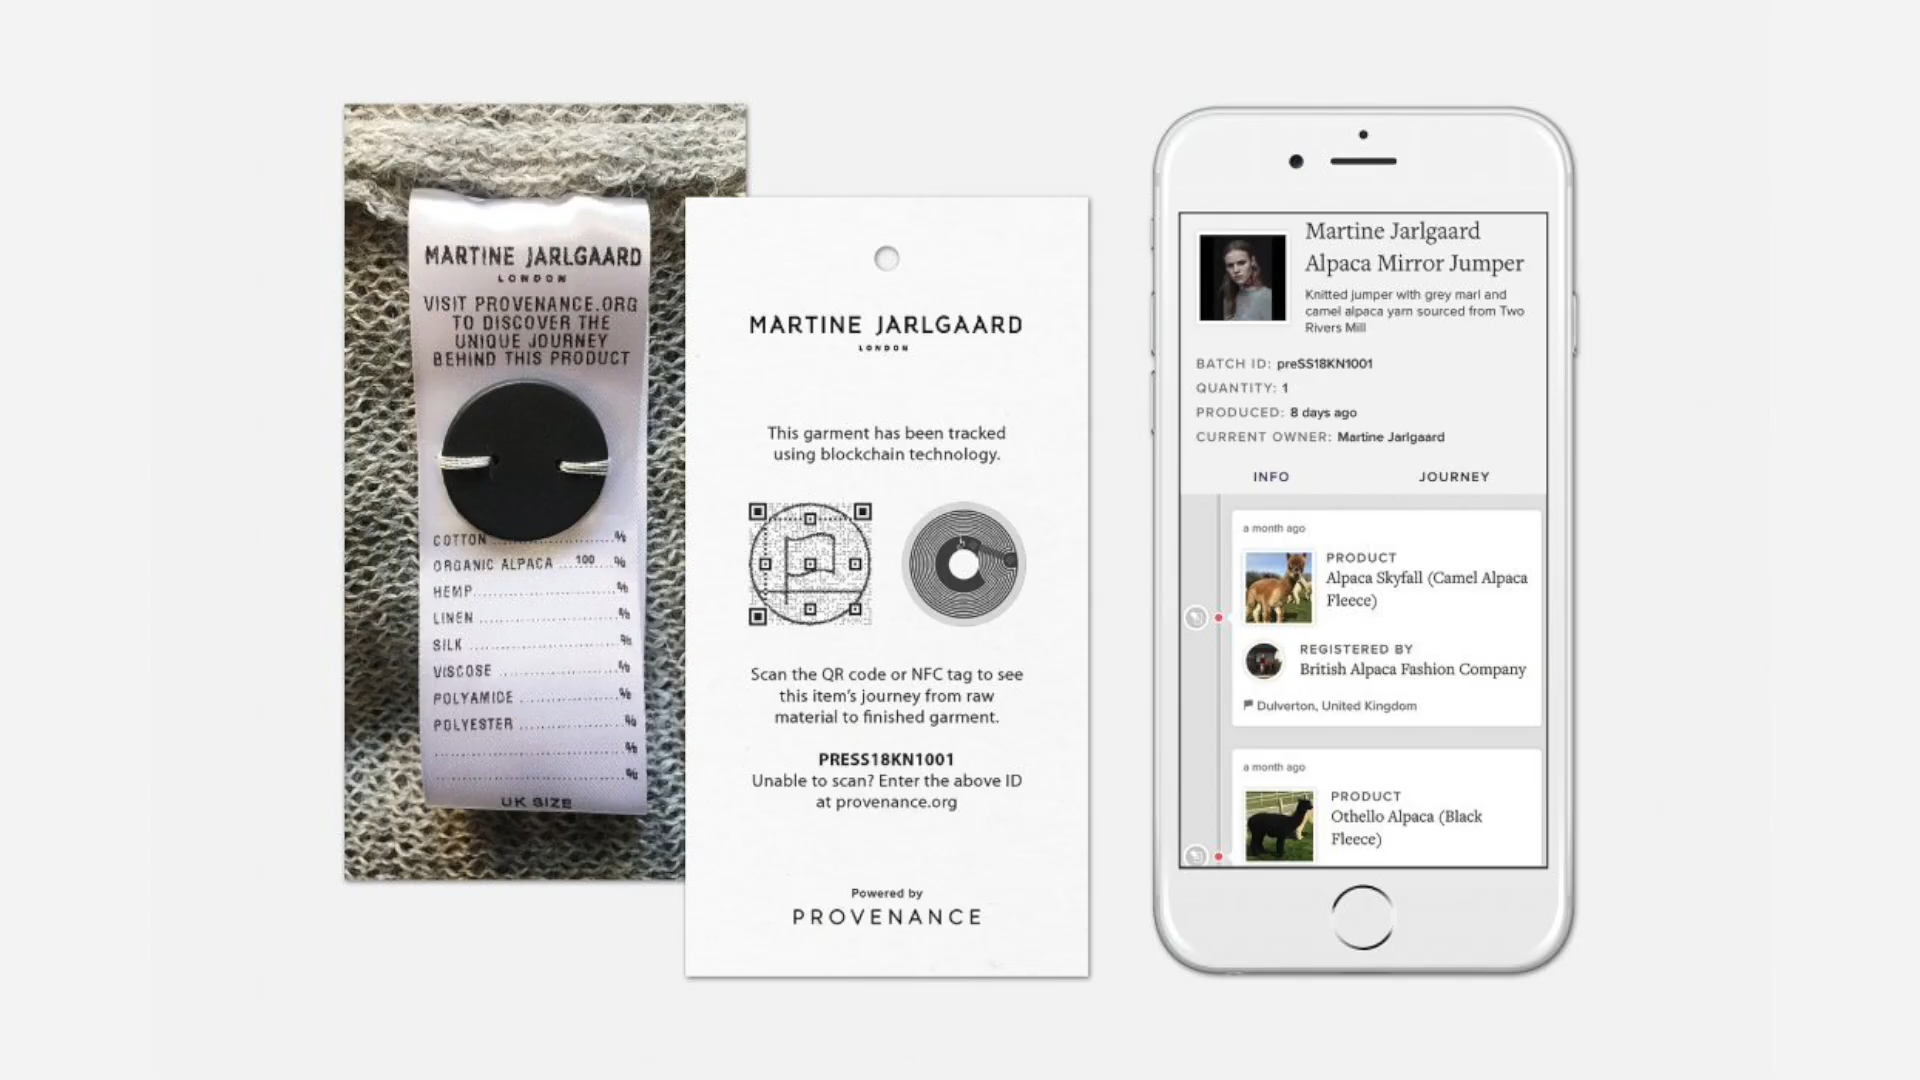 MARTINE JARLGAARD
LONDON
VISIT PROVENANCE.ORG
TO DISCOVER THE
UNIQUE JOURNEY
BEHIND THIS PRODUCT
COTTON ................ %
ORGANIC ALPACA ... 100 ... %
HEMP ................ %
LINEN ................ %
SILK ................ %
VISCOSE ................ %
POLYAMIDE ................ %
POLYESTER ................ %
................ %
................ %
UK SIZE
MARTINE JARLGAARD
LONDON
This garment has been tracked
using blockchain technology.
Scan the QR code or NFC tag to see
this item's journey from raw
material to finished garment.
PRESS18KN1001
Unable to scan? Enter the above ID
at provenance.org
Powered by
PROVENANCE
Martine Jarlgaard
Alpaca Mirror Jumper
Knitted jumper with grey marl and
camel alpaca yarn sourced from Two
Rivers Mill
BATCH ID: preSS18KN1001
QUANTITY: 1
PRODUCED: 8 days ago
CURRENT OWNER: Martine Jarlgaard
INFO JOURNEY
a month ago
PRODUCT
Alpaca Skyfall (Camel Alpaca
Fleece)
REGISTERED BY
British Alpaca Fashion Company
Dulverton, United Kingdom
a month ago
PRODUCT
Othello Alpaca (Black
Fleece)